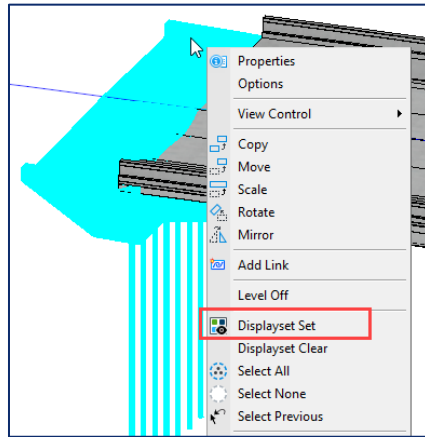 Properties
Options
View Control
Copy
Move
Scale
Rotate
Mirror
Add Link
Level Off
Displayset Set
Displayset Clear
Select All
Select None
Select Previous